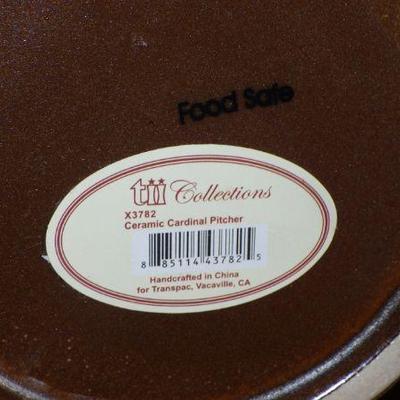 Food Safe
tii Collections
X3782
Ceramic Cardinal Pitcher
8 85114 43782 5
Handcrafted in China
for Transpac, Vacaville, CA